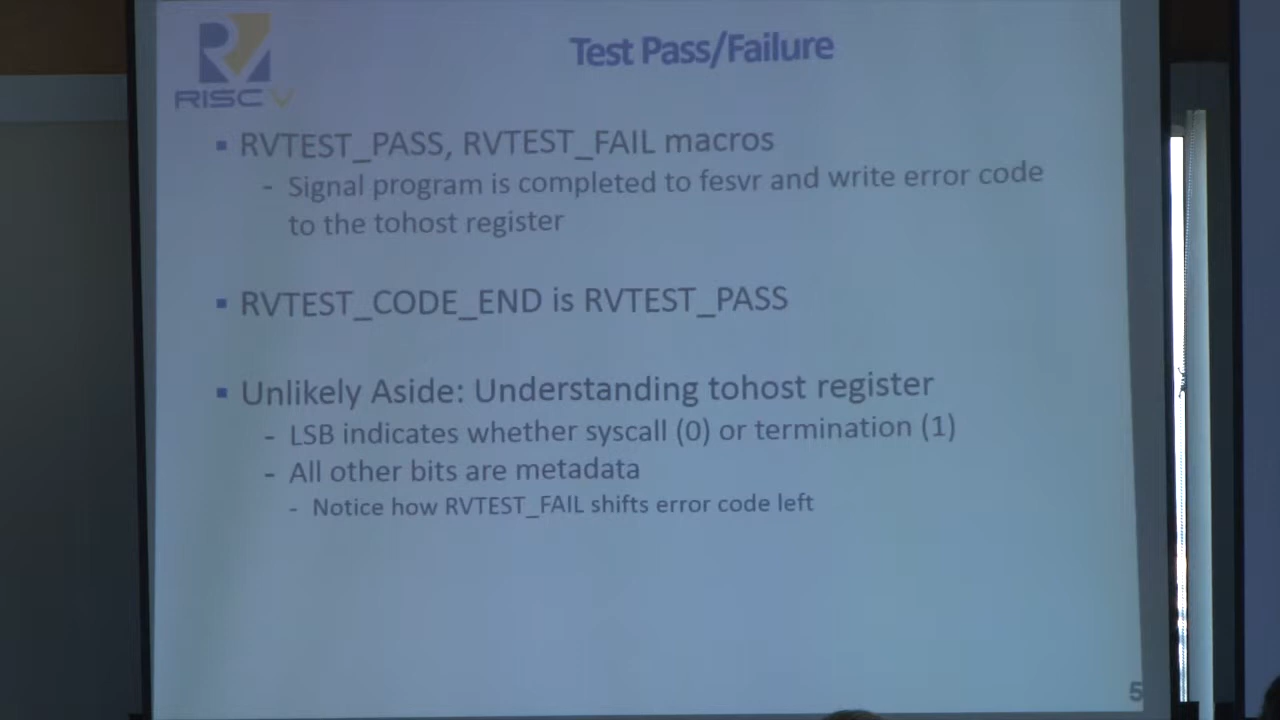 RISC V
Test Pass/Failure
▪ RVTEST_PASS, RVTEST_FAIL macros
- Signal program is completed to fesvr and write error code
to the tohost register
▪ RVTEST_CODE_END is RVTEST_PASS
▪ Unlikely Aside: Understanding tohost register
- LSB indicates whether syscall (0) or termination (1)
- All other bits are metadata
- Notice how RVTEST_FAIL shifts error code left
5